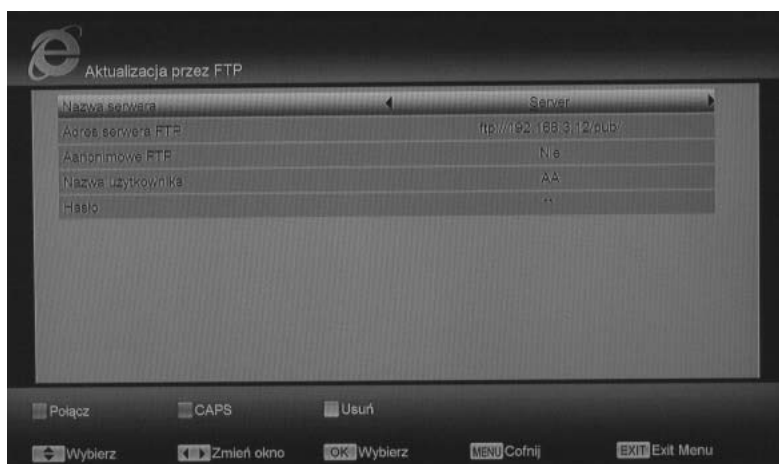 Aktualizacja przez FTP
Nazwa serwera Server
Adres serwera FTP ftp://192.168.3.12/pub/
Aanonimowe FTP Nie
Nazwa użytkownika AA
Hasło **
Połącz CAPS Usuń
Wybierz Zmień okno OK Wybierz MENU Cofnij EXIT Exit Menu